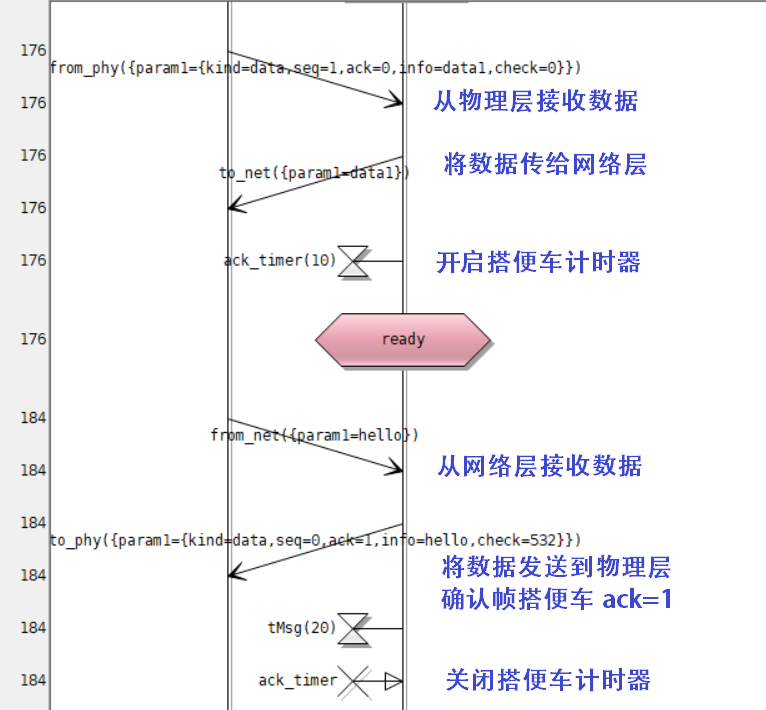 176
from_phy({param1={kind=data,seq=1,ack=0,info=data1,check=0}})
176 从物理层接收数据
176 将数据传给网络层
to_net({param1=data1})
176
176 ack_timer(10) 开启搭便车计时器
176 ready
184
from_net({param1=hello})
184 从网络层接收数据
184
to_phy({param1={kind=data,seq=0,ack=1,info=hello,check=532}})
184 将数据发送到物理层
确认帧搭便车 ack=1
184 tMsg(20)
184 ack_timer 关闭搭便车计时器